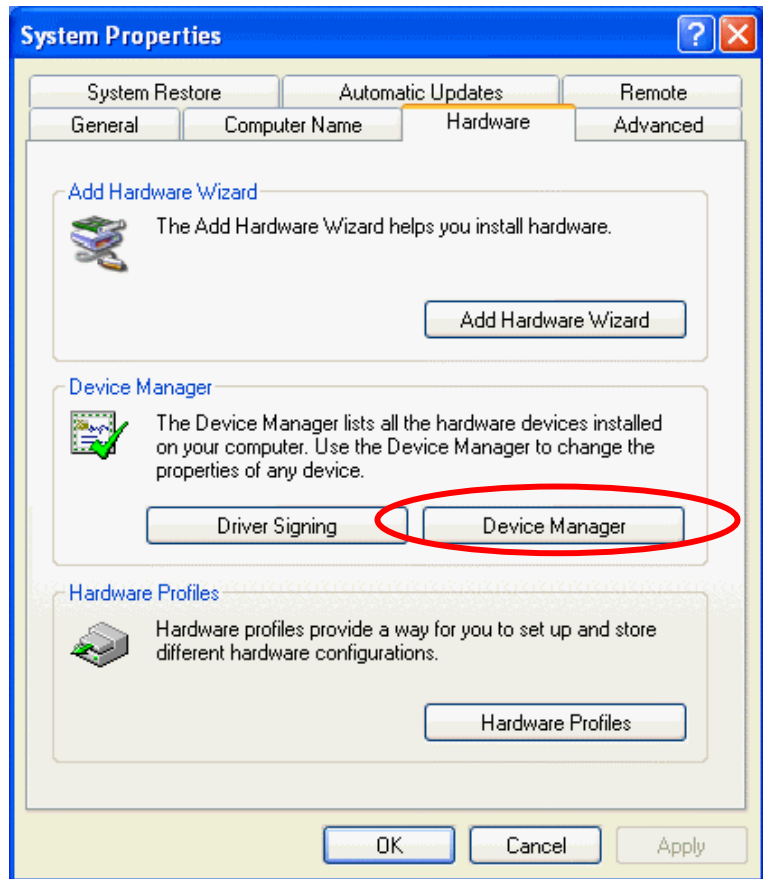 System Properties
System Restore Automatic Updates Remote
General Computer Name Hardware Advanced
Add Hardware Wizard
The Add Hardware Wizard helps you install hardware.
Add Hardware Wizard
Device Manager
The Device Manager lists all the hardware devices installed
on your computer. Use the Device Manager to change the
properties of any device.
Driver Signing Device Manager
Hardware Profiles
Hardware profiles provide a way for you to set up and store
different hardware configurations.
Hardware Profiles
OK Cancel Apply